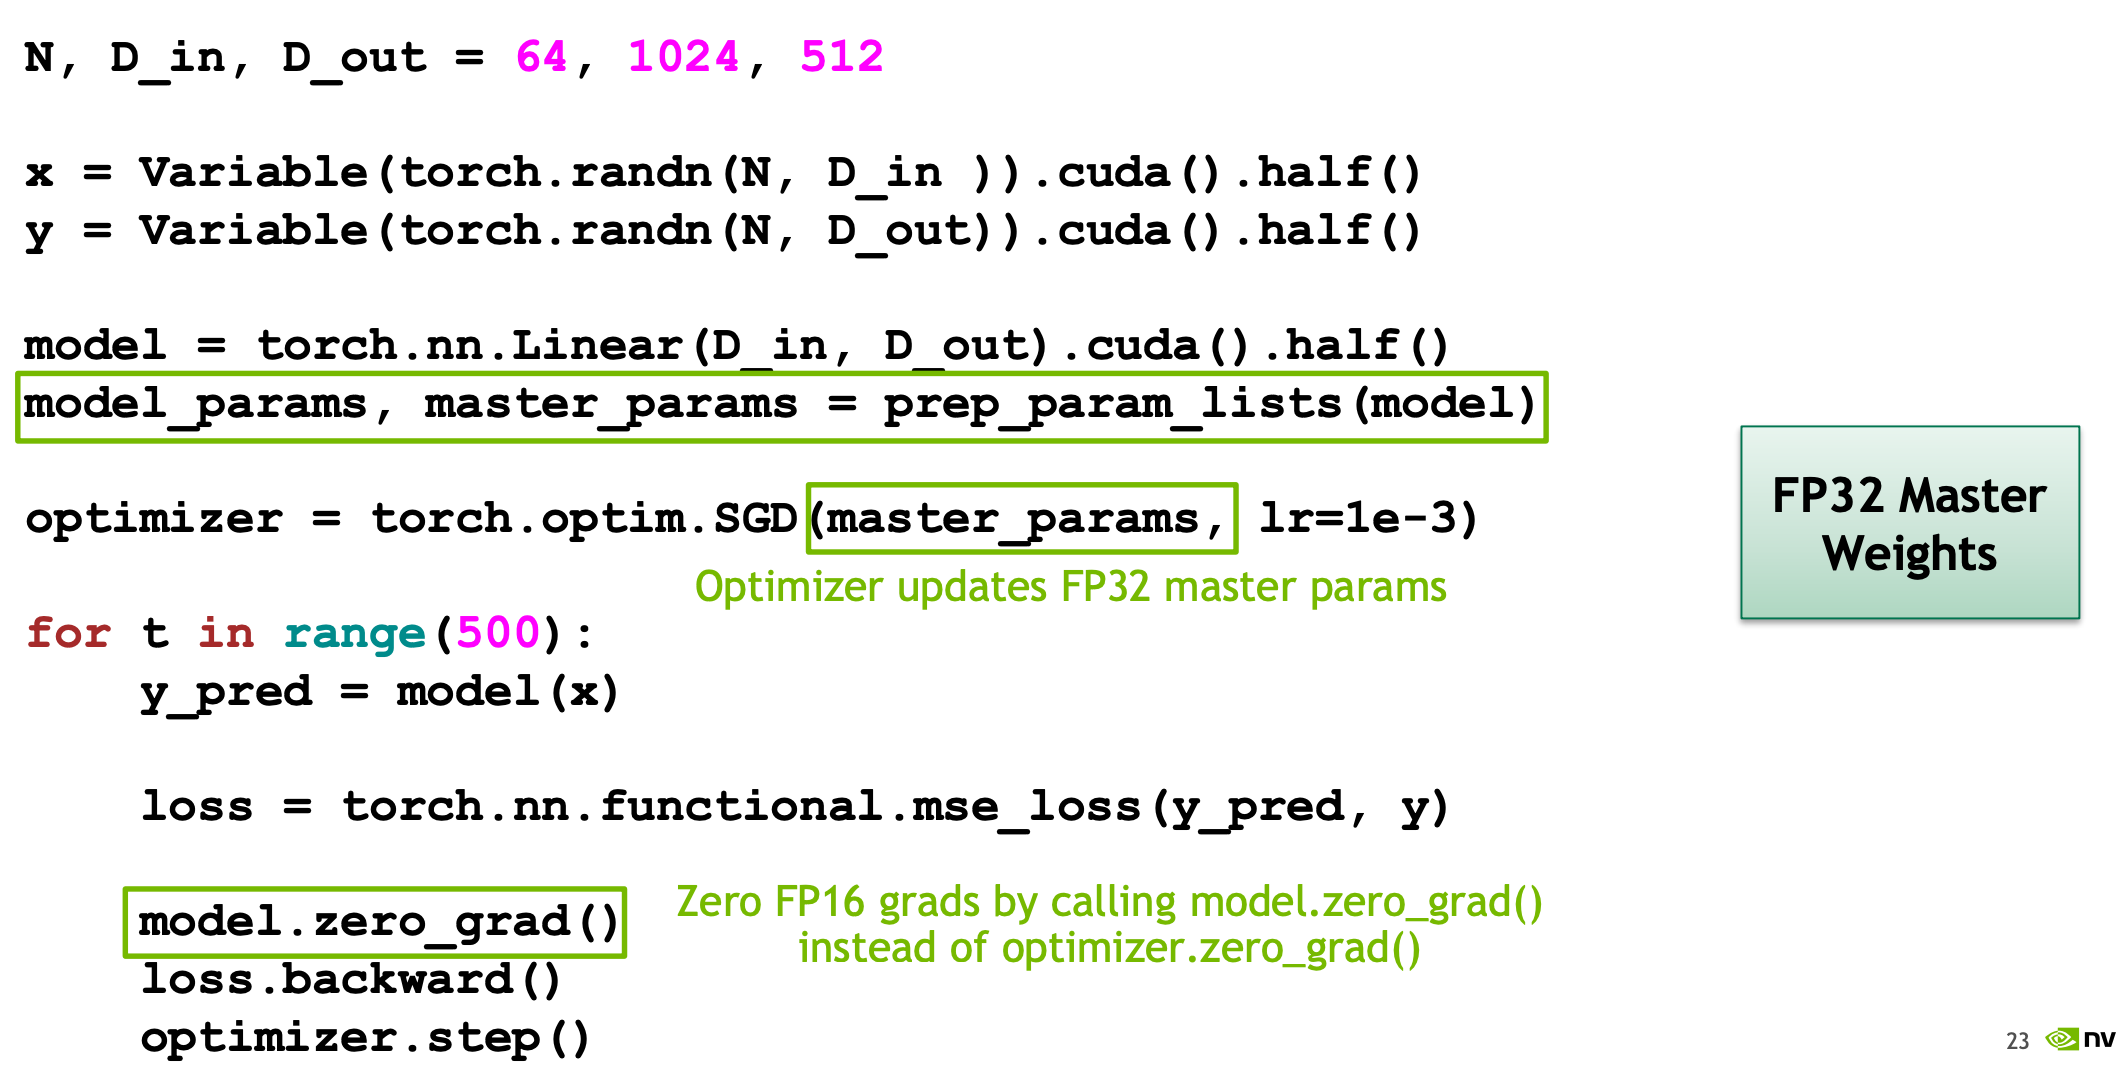 N, D_in, D_out = 64, 1024, 512
x = Variable(torch.randn(N, D_in )).cuda().half()
y = Variable(torch.randn(N, D_out)).cuda().half()
model = torch.nn.Linear(D_in, D_out).cuda().half()
model_params, master_params = prep_param_lists(model)
optimizer = torch.optim.SGD(master_params, lr=1e-3)
Optimizer updates FP32 master params
FP32 Master
Weights
for t in range(500):
    y_pred = model(x)
    loss = torch.nn.functional.mse_loss(y_pred, y)
    model.zero_grad()
Zero FP16 grads by calling model.zero_grad()
instead of optimizer.zero_grad()
    loss.backward()
    optimizer.step()
23
nv